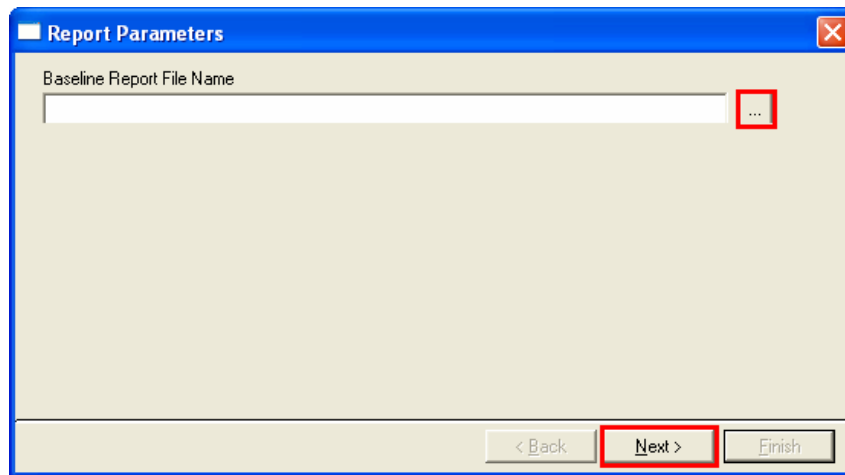 Report Parameters
Baseline Report File Name
...
< Back Next > Finish